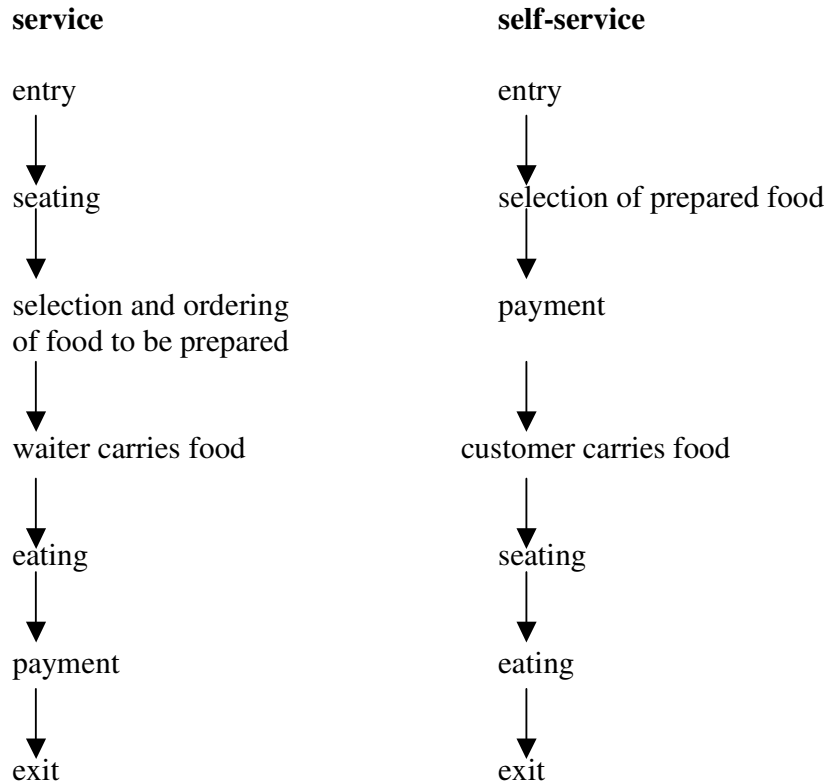 service
entry
seating
selection and ordering
of food to be prepared
waiter carries food
eating
payment
exit
self-service
entry
selection of prepared food
payment
customer carries food
seating
eating
exit